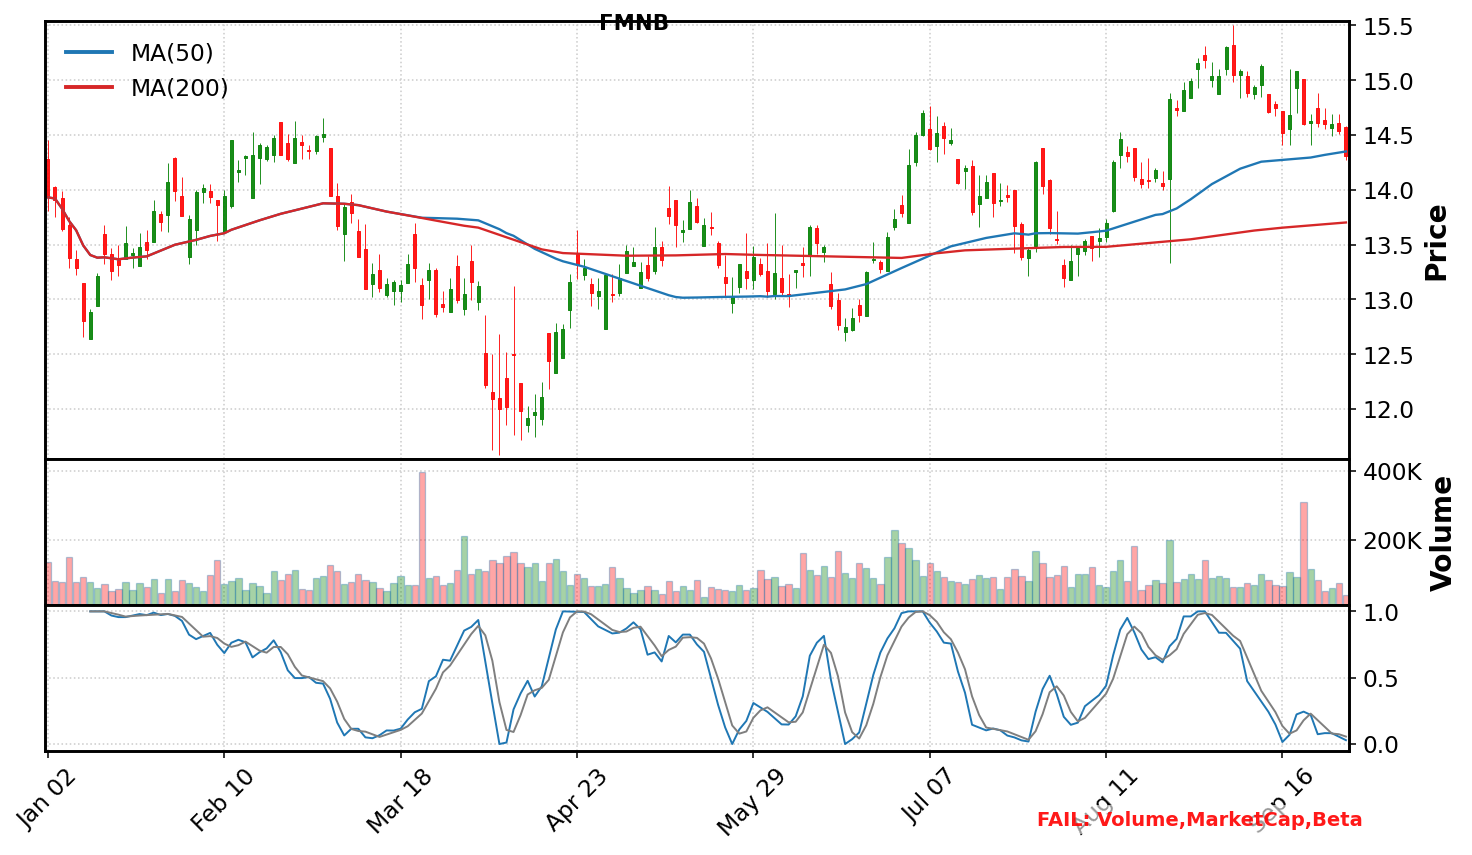 FMNB
MA(50)
MA(200)
15.5
15.0
14.5
14.0
13.5
13.0
12.5
12.0
Price
400K
200K
Volume
1.0
0.5
0.0
Jan 02
Feb 10
Mar 18
Apr 23
May 29
Jul 07
Aug 11
Sep 16
FAIL: Volume,MarketCap,Beta